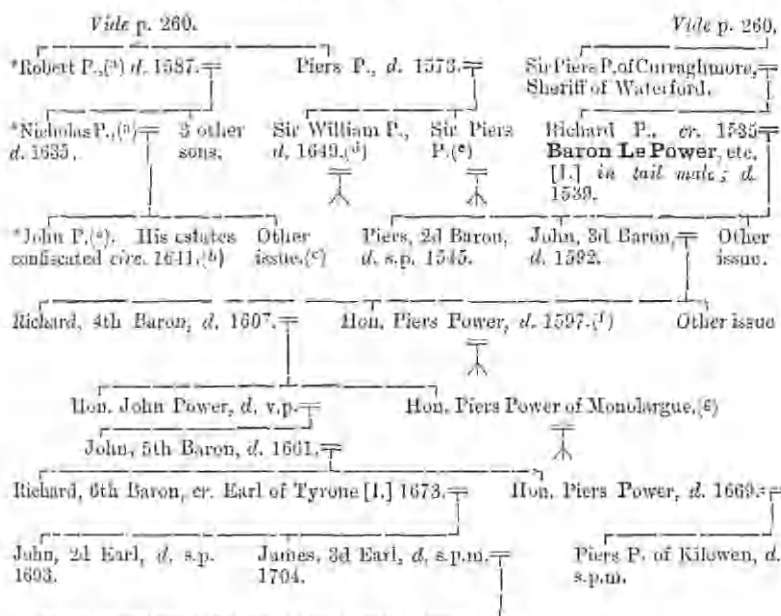 Vide p. 260. Vide p. 260.
*Robert P.,(a) d. 1587. Piers P., d. 1573. Sir Piers P. of Curraghmore,
Sheriff of Waterford.
*Nicholas P.,(a) 3 other Sir William P., Sir Piers Richard P., cr. 1535
d. 1635. sons. d. 1649.(d) P.(e) Baron Le Power, etc.
[I.] in tail male; d.
1539.
*John P.(a). His estates Other Piers, 2d Baron, John, 3d Baron, Other
confiscated circ. 1641.(b) issue.(c) d. s.p. 1545. d. 1592. issue.
Richard, 4th Baron, d. 1607. Hon. Piers Power, d. 1597.(f) Other issue
Hon. John Power, d. v.p. Hon. Piers Power of Monolargue.(g)
John, 5th Baron, d. 1661.
Richard, 6th Baron, cr. Earl of Tyrone [I.] 1673. Hon. Piers Power, d. 1669.
John, 2d Earl, d. s.p. James, 3d Earl, d. s.p.m. Piers P. of Kilowen, d.
1693. 1704. s.p.m.